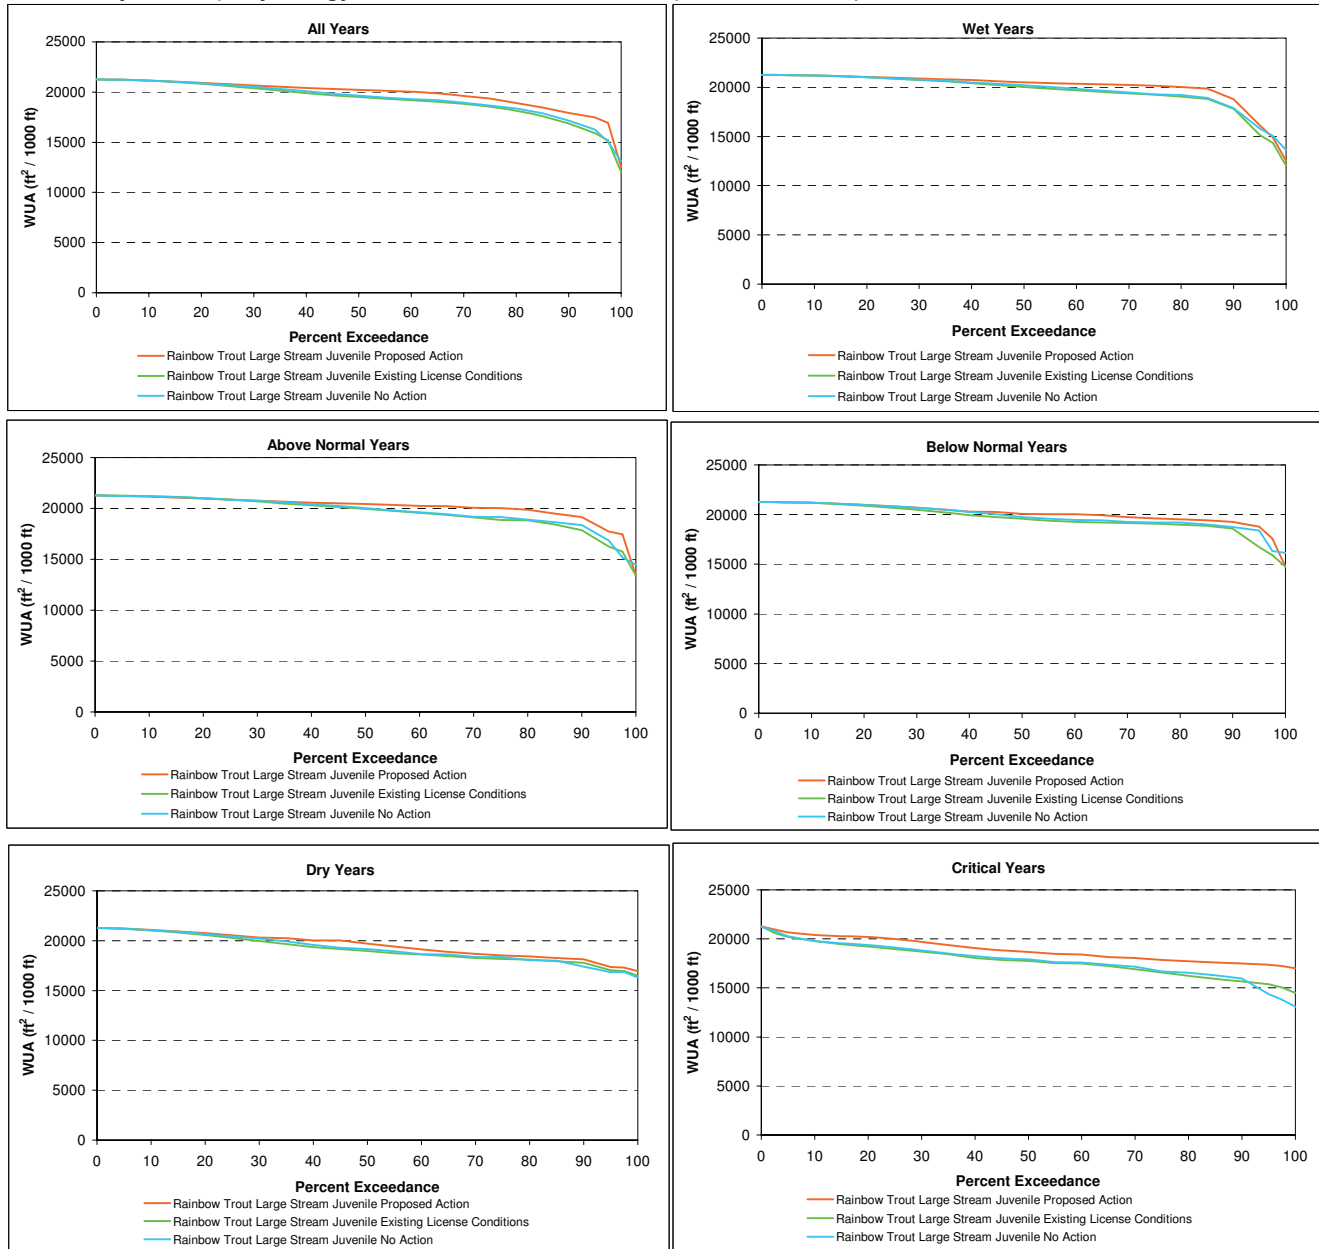 All Years
25000
20000
15000
10000
5000
0
WUA (ft² / 1000 ft)
0 10 20 30 40 50 60 70 80 90 100
Percent Exceedance
Rainbow Trout Large Stream Juvenile Proposed Action
Rainbow Trout Large Stream Juvenile Existing License Conditions
Rainbow Trout Large Stream Juvenile No Action
Wet Years
25000
20000
15000
10000
5000
0
WUA (ft² / 1000 ft)
0 10 20 30 40 50 60 70 80 90 100
Percent Exceedance
Rainbow Trout Large Stream Juvenile Proposed Action
Rainbow Trout Large Stream Juvenile Existing License Conditions
Rainbow Trout Large Stream Juvenile No Action
Above Normal Years
25000
20000
15000
10000
5000
0
WUA (ft² / 1000 ft)
0 10 20 30 40 50 60 70 80 90 100
Percent Exceedance
Rainbow Trout Large Stream Juvenile Proposed Action
Rainbow Trout Large Stream Juvenile Existing License Conditions
Rainbow Trout Large Stream Juvenile No Action
Below Normal Years
25000
20000
15000
10000
5000
0
WUA (ft² / 1000 ft)
0 10 20 30 40 50 60 70 80 90 100
Percent Exceedance
Rainbow Trout Large Stream Juvenile Proposed Action
Rainbow Trout Large Stream Juvenile Existing License Conditions
Rainbow Trout Large Stream Juvenile No Action
Dry Years
25000
20000
15000
10000
5000
0
WUA (ft² / 1000 ft)
0 10 20 30 40 50 60 70 80 90 100
Percent Exceedance
Rainbow Trout Large Stream Juvenile Proposed Action
Rainbow Trout Large Stream Juvenile Existing License Conditions
Rainbow Trout Large Stream Juvenile No Action
Critical Years
25000
20000
15000
10000
5000
0
WUA (ft² / 1000 ft)
0 10 20 30 40 50 60 70 80 90 100
Percent Exceedance
Rainbow Trout Large Stream Juvenile Proposed Action
Rainbow Trout Large Stream Juvenile Existing License Conditions
Rainbow Trout Large Stream Juvenile No Action